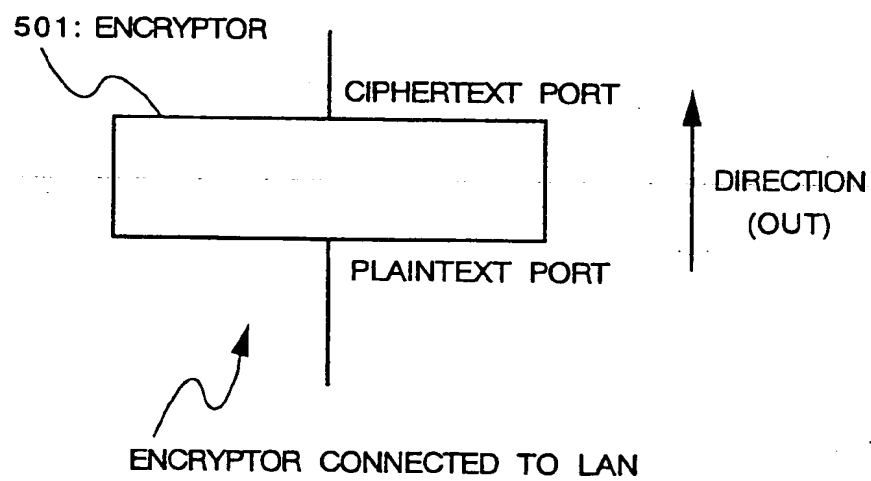 501: ENCRYPTOR
CIPHERTEXT PORT
DIRECTION
(OUT)
PLAINTEXT PORT
ENCRYPTOR CONNECTED TO LAN